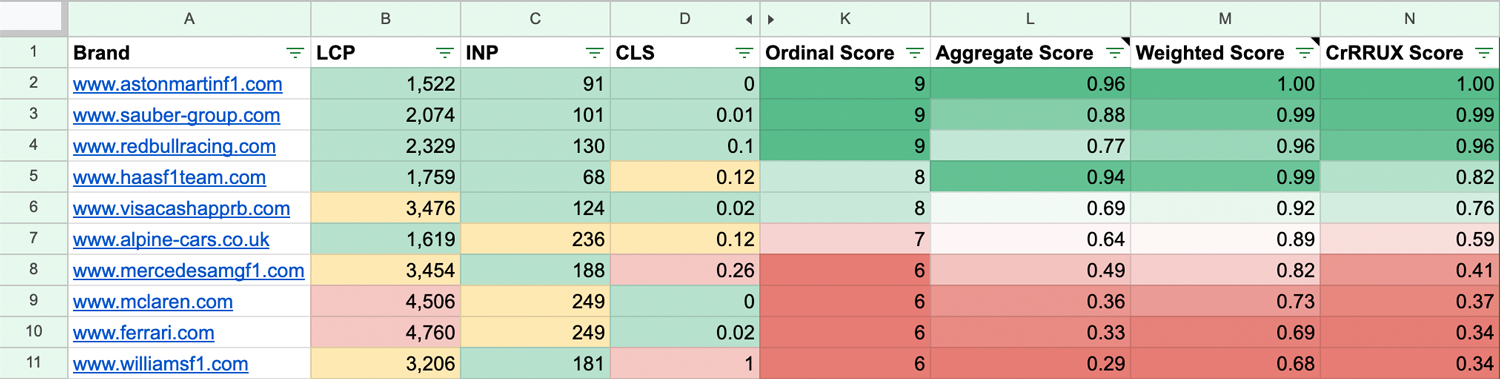 A B C D K L M N
1 Brand LCP INP CLS Ordinal Score Aggregate Score Weighted Score CrRRUX Score
2 www.astonmartinf1.com 1,522 91 0 9 0.96 1.00 1.00
3 www.sauber-group.com 2,074 101 0.01 9 0.88 0.99 0.99
4 www.redbullracing.com 2,329 130 0.1 9 0.77 0.96 0.96
5 www.haasf1team.com 1,759 68 0.12 8 0.94 0.99 0.82
6 www.visacashapprb.com 3,476 124 0.02 8 0.69 0.92 0.76
7 www.alpine-cars.co.uk 1,619 236 0.12 7 0.64 0.89 0.59
8 www.mercedesamgf1.com 3,454 188 0.26 6 0.49 0.82 0.41
9 www.mclaren.com 4,506 249 0 6 0.36 0.73 0.37
10 www.ferrari.com 4,760 249 0.02 6 0.33 0.69 0.34
11 www.williamsf1.com 3,206 181 1 6 0.29 0.68 0.34